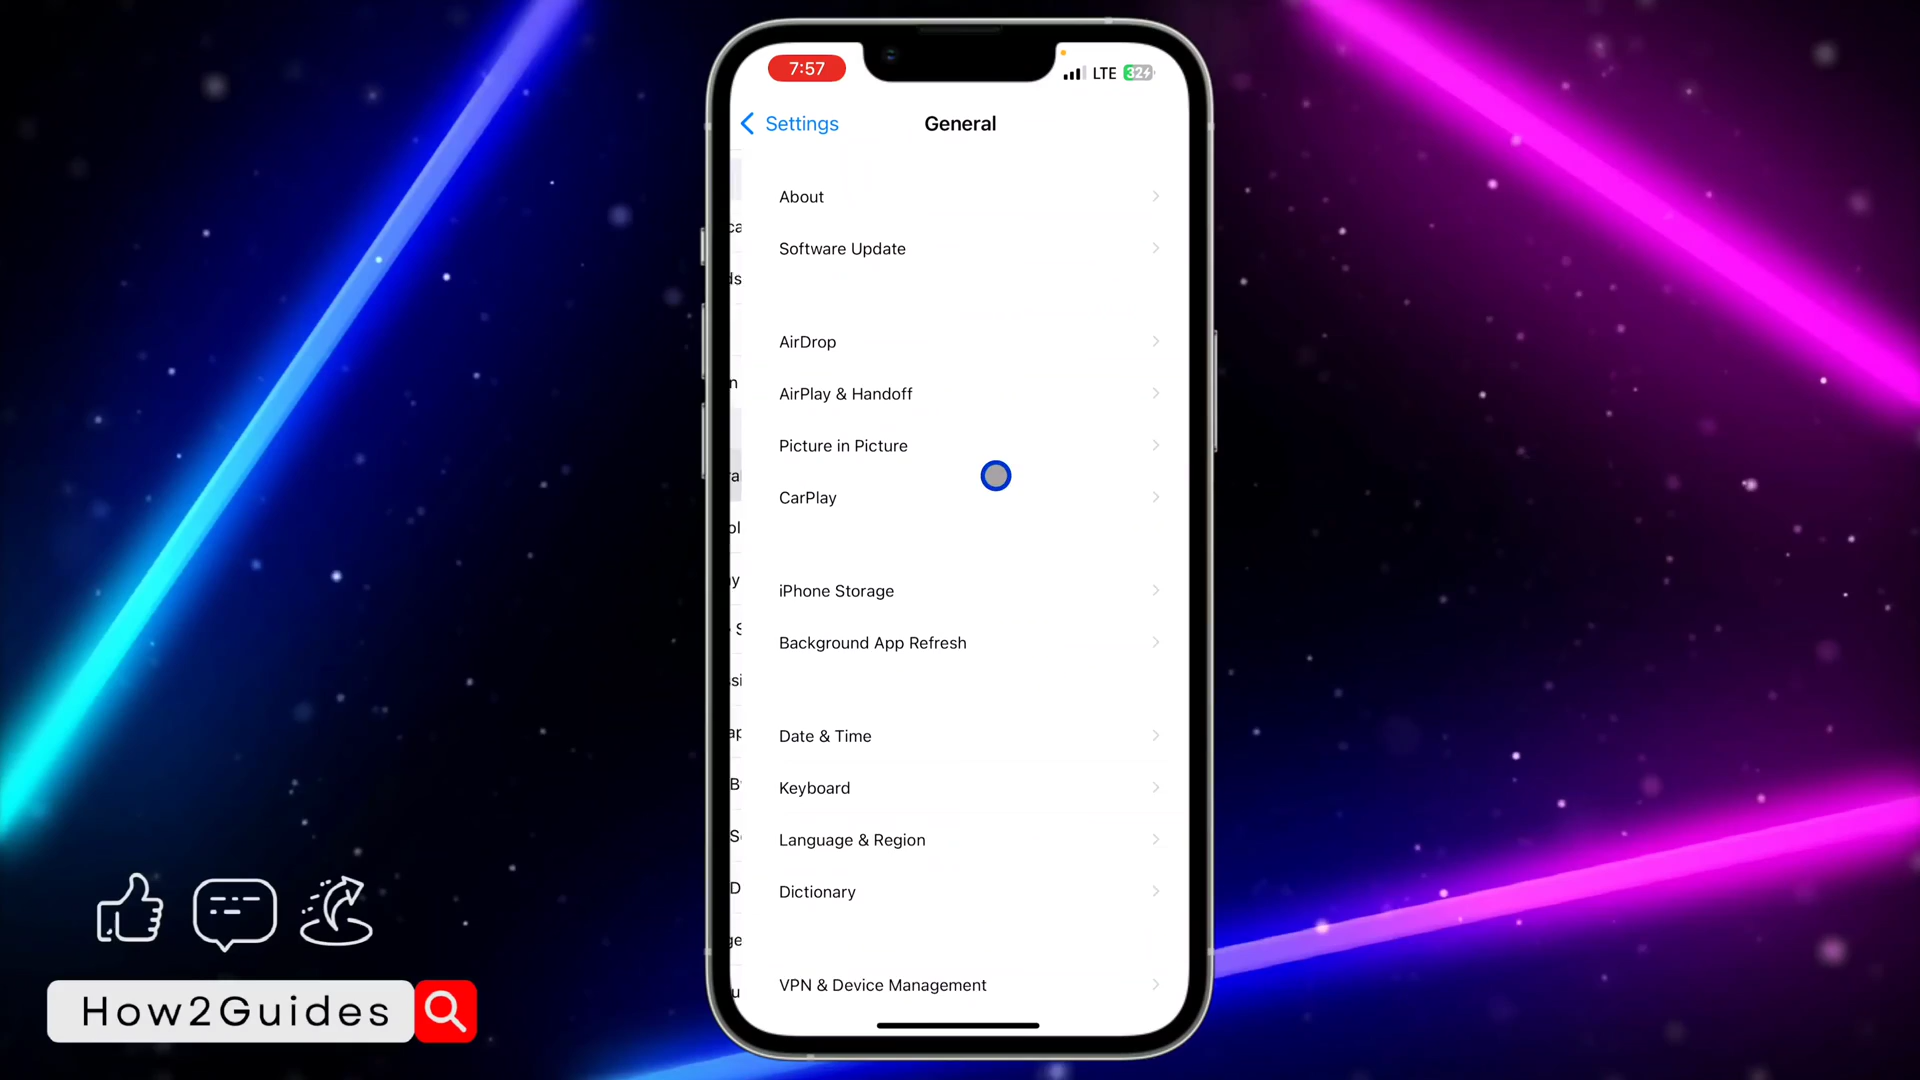 7:57
LTE 32
Settings
General
About
Software Update
AirDrop
AirPlay & Handoff
Picture in Picture
CarPlay
iPhone Storage
Background App Refresh
Date & Time
Keyboard
Language & Region
Dictionary
VPN & Device Management
How2Guides